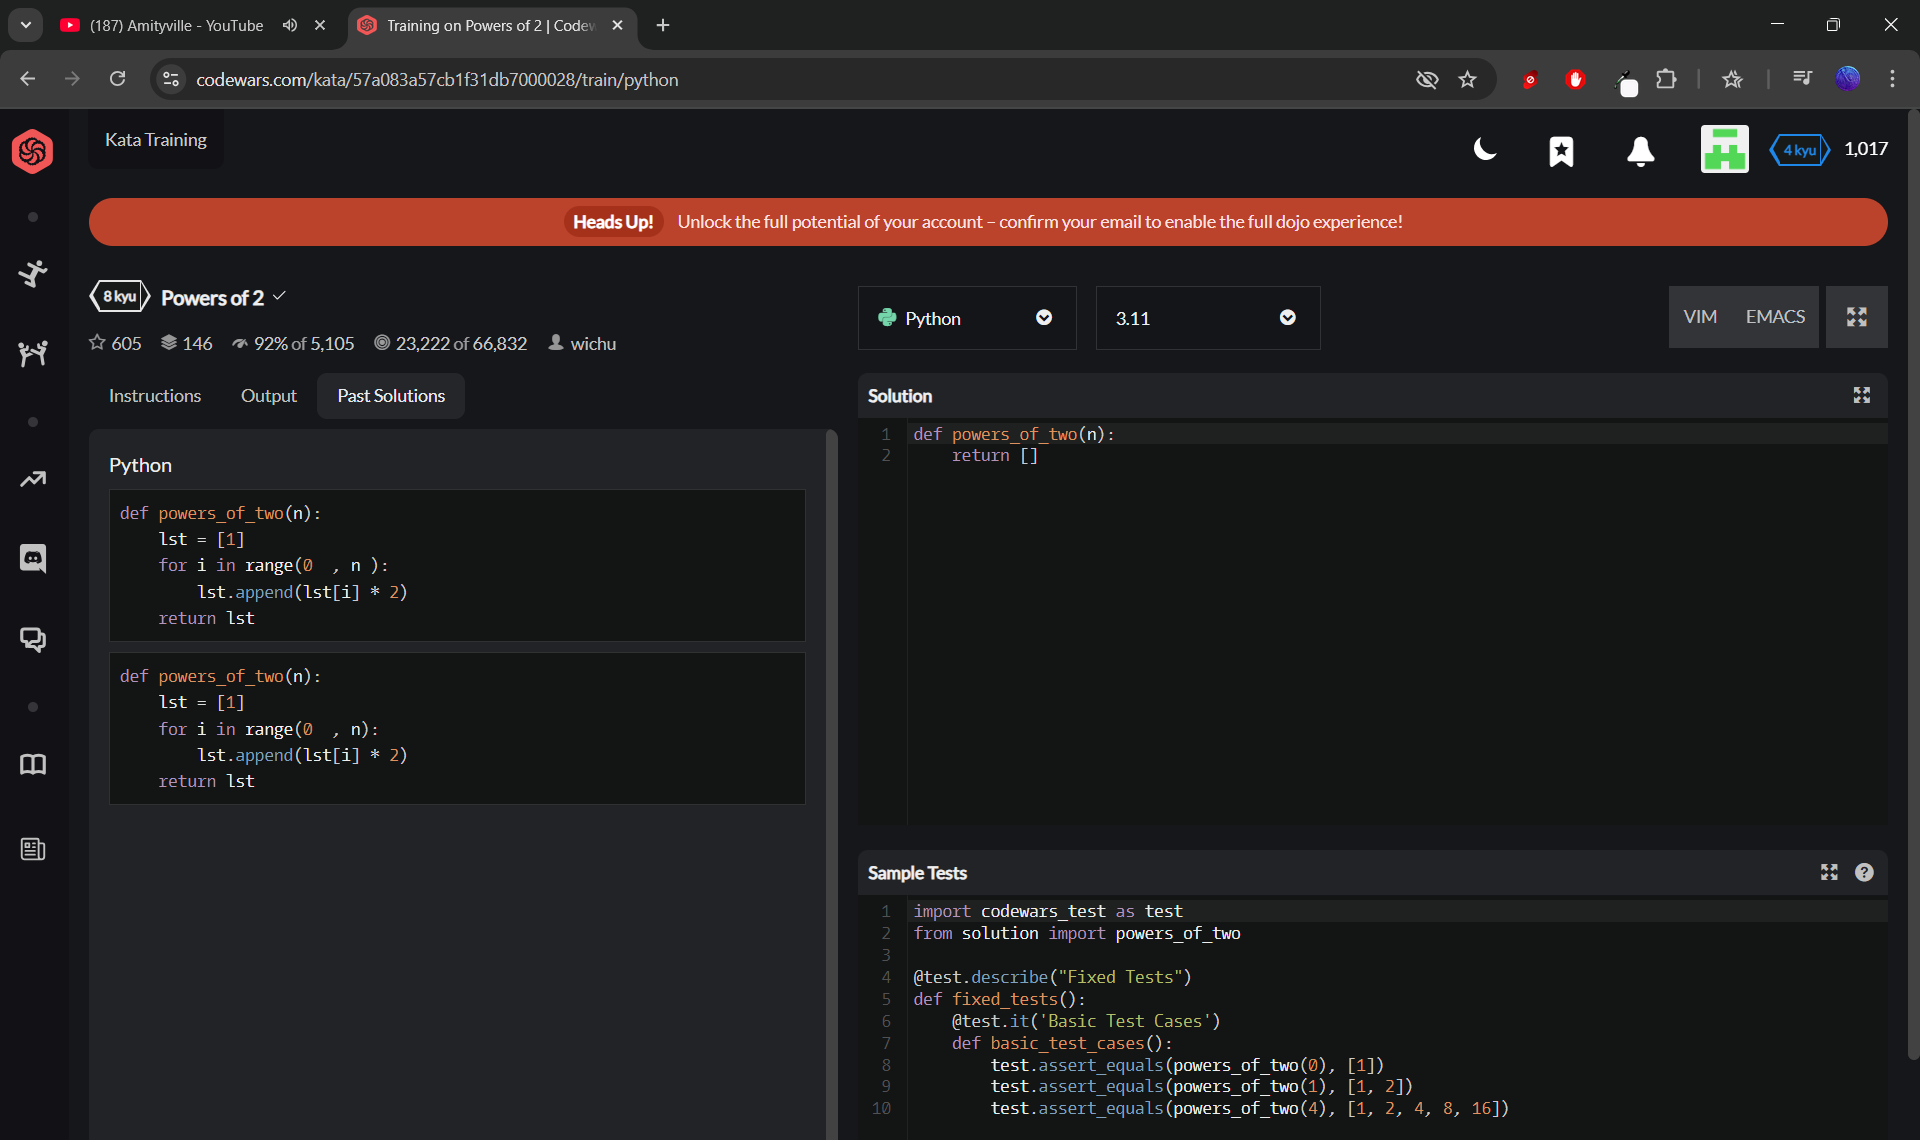 (187) Amityville - YouTube
Training on Powers of 2 | Codew
codewars.com/kata/57a083a57cb1f31db7000028/train/python
Kata Training
4 kyu
1,017
Heads Up! Unlock the full potential of your account – confirm your email to enable the full dojo experience!
8 kyu Powers of 2
605 146 92% of 5,105 23,222 of 66,832 wichu
Python
3.11
VIM EMACS
Instructions Output Past Solutions
Python
def powers_of_two(n):
    lst = [1]
    for i in range(0  , n ):
        lst.append(lst[i] * 2)
    return lst
def powers_of_two(n):
    lst = [1]
    for i in range(0  , n):
        lst.append(lst[i] * 2)
    return lst
Solution
1 def powers_of_two(n):
2     return []
Sample Tests
1 import codewars_test as test
2 from solution import powers_of_two
3
4 @test.describe("Fixed Tests")
5 def fixed_tests():
6     @test.it('Basic Test Cases')
7     def basic_test_cases():
8         test.assert_equals(powers_of_two(0), [1])
9         test.assert_equals(powers_of_two(1), [1, 2])
10         test.assert_equals(powers_of_two(4), [1, 2, 4, 8, 16])